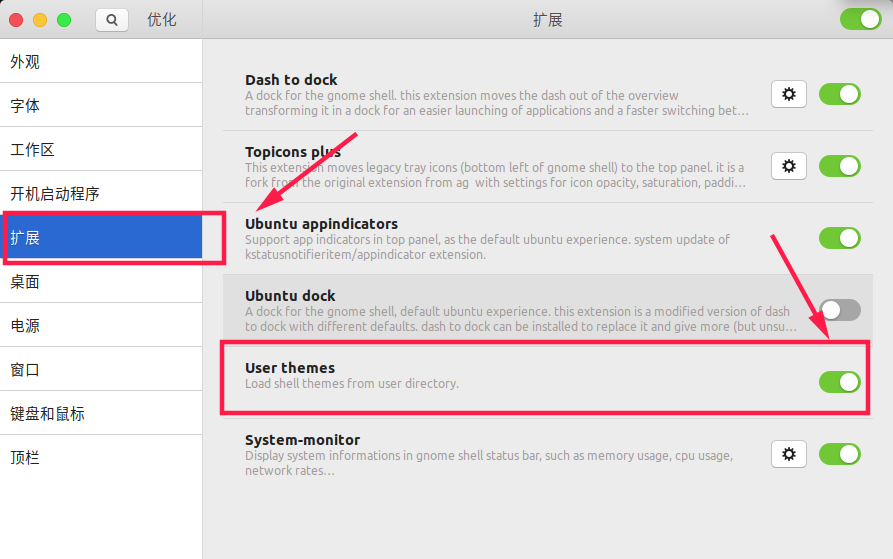 优化
扩展
外观
字体
工作区
开机启动程序
扩展
桌面
电源
窗口
键盘和鼠标
顶栏
Dash to dock
A dock for the gnome shell. this extension moves the dash out of the overview
transforming it in a dock for an easier launching of applications and a faster switching bet…
Topicons plus
This extension moves legacy tray icons (bottom left of gnome shell) to the top panel. it is a
fork from the original extension from ag with settings for icon opacity, saturation, paddi…
Ubuntu appindicators
Support app indicators in top panel, as the default ubuntu experience. system update of
kstatusnotifieritem/appindicator extension.
Ubuntu dock
A dock for the gnome shell, default ubuntu experience. this extension is a modified version of dash
to dock with different defaults. dash to dock can be installed to replace it and give more (but unsu…
User themes
Load shell themes from user directory.
System-monitor
Display system informations in gnome shell status bar, such as memory usage, cpu usage,
network rates…